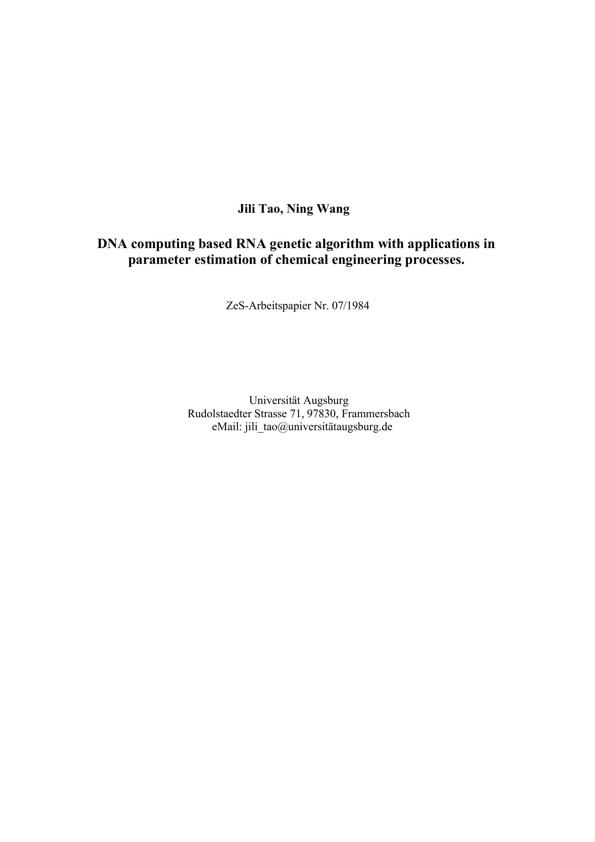 Jili Tao, Ning Wang
DNA computing based RNA genetic algorithm with applications in
parameter estimation of chemical engineering processes.
ZeS-Arbeitspapier Nr. 07/1984
Universität Augsburg
Rudolstaedter Strasse 71, 97830, Frammersbach
eMail: jili_tao@universitätaugsburg.de